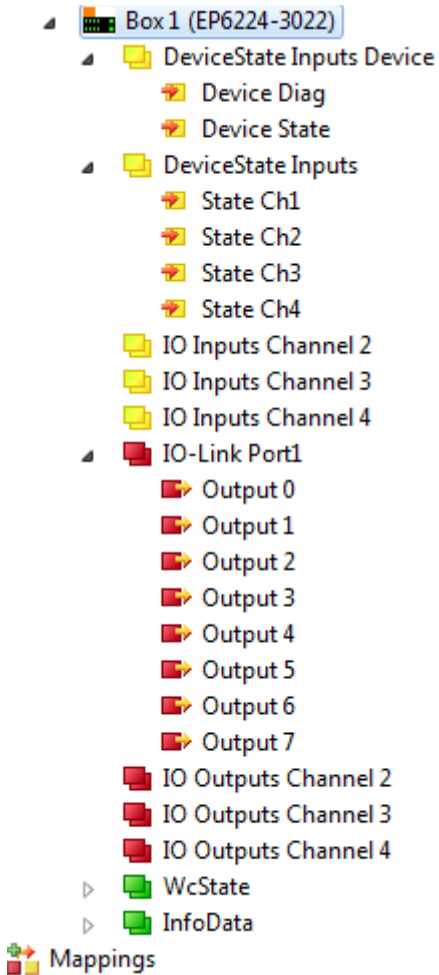 Box 1 (EP6224-3022)
DeviceState Inputs Device
Device Diag
Device State
DeviceState Inputs
State Ch1
State Ch2
State Ch3
State Ch4
IO Inputs Channel 2
IO Inputs Channel 3
IO Inputs Channel 4
IO-Link Port1
Output 0
Output 1
Output 2
Output 3
Output 4
Output 5
Output 6
Output 7
IO Outputs Channel 2
IO Outputs Channel 3
IO Outputs Channel 4
WcState
InfoData
Mappings